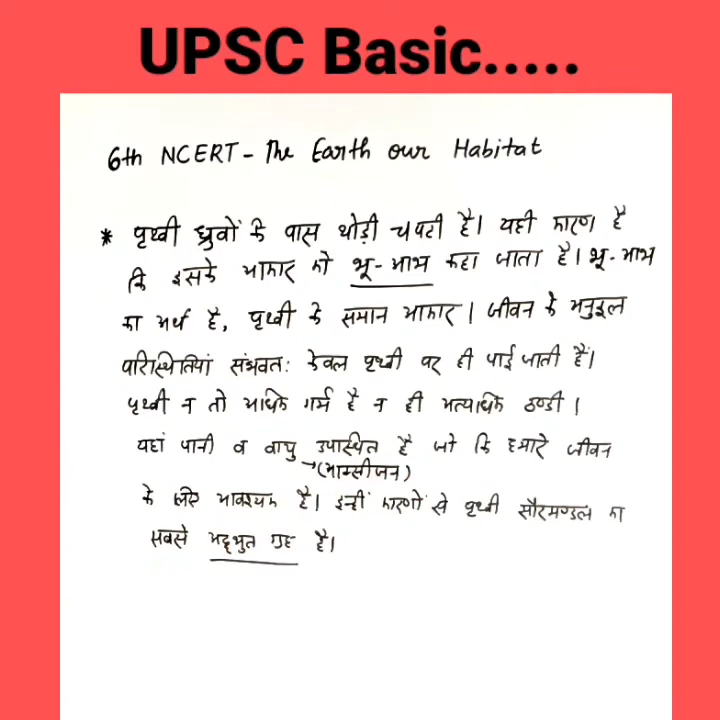 UPSC Basic.....
6th NCERT - The Earth our Habitat
* पृथ्वी ध्रुवों के पास थोड़ी चपटी है। यही कारण है
कि इसके आकार को भू-आभ कहा जाता है। भू-आभ
का अर्थ है, पृथ्वी के समान आकार। जीवन के अनुकूल
परिस्थितियां संभवत: केवल पृथ्वी पर ही पाई जाती हैं।
पृथ्वी न तो अधिक गर्म है न ही अत्यधिक ठण्डी।
यहां पानी व वायु उपस्थित है जो कि हमारे जीवन
→(आक्सीजन)
के लिए आवश्यक है। इन्हीं कारणों से पृथ्वी सौरमण्डल का
सबसे अद्भुत ग्रह है।